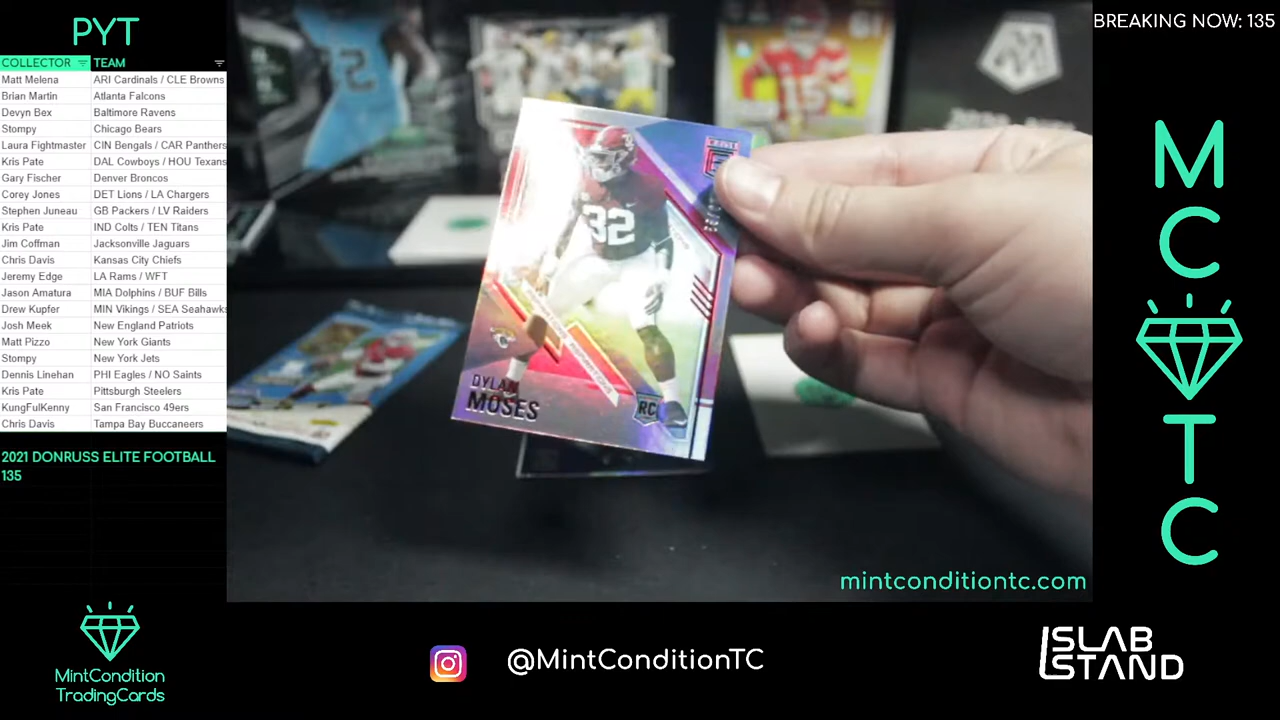 PYT
COLLECTOR TEAM
Matt Melena ARI Cardinals / CLE Browns
Brian Martin Atlanta Falcons
Devyn Bex Baltimore Ravens
Stompy Chicago Bears
Laura Fightmaster CIN Bengals / CAR Panthers
Kris Pate DAL Cowboys / HOU Texans
Gary Fischer Denver Broncos
Corey Jones DET Lions / LA Chargers
Stephen Juneau GB Packers / LV Raiders
Kris Pate IND Colts / TEN Titans
Jim Coffman Jacksonville Jaguars
Chris Davis Kansas City Chiefs
Jeremy Edge LA Rams / WFT
Jason Amatura MIA Dolphins / BUF Bills
Drew Kupfer MIN Vikings / SEA Seahawks
Josh Meek New England Patriots
Matt Pizzo New York Giants
Stompy New York Jets
Dennis Linehan PHI Eagles / NO Saints
Kris Pate Pittsburgh Steelers
KungFulKenny San Francisco 49ers
Chris Davis Tampa Bay Buccaneers
2021 DONRUSS ELITE FOOTBALL
135
MintCondition
TradingCards
15
32
DYLAN
MOSES
RC
mintconditiontc.com
@MintConditionTC
BREAKING NOW: 135
M
C
T
C
SLAB
STAND